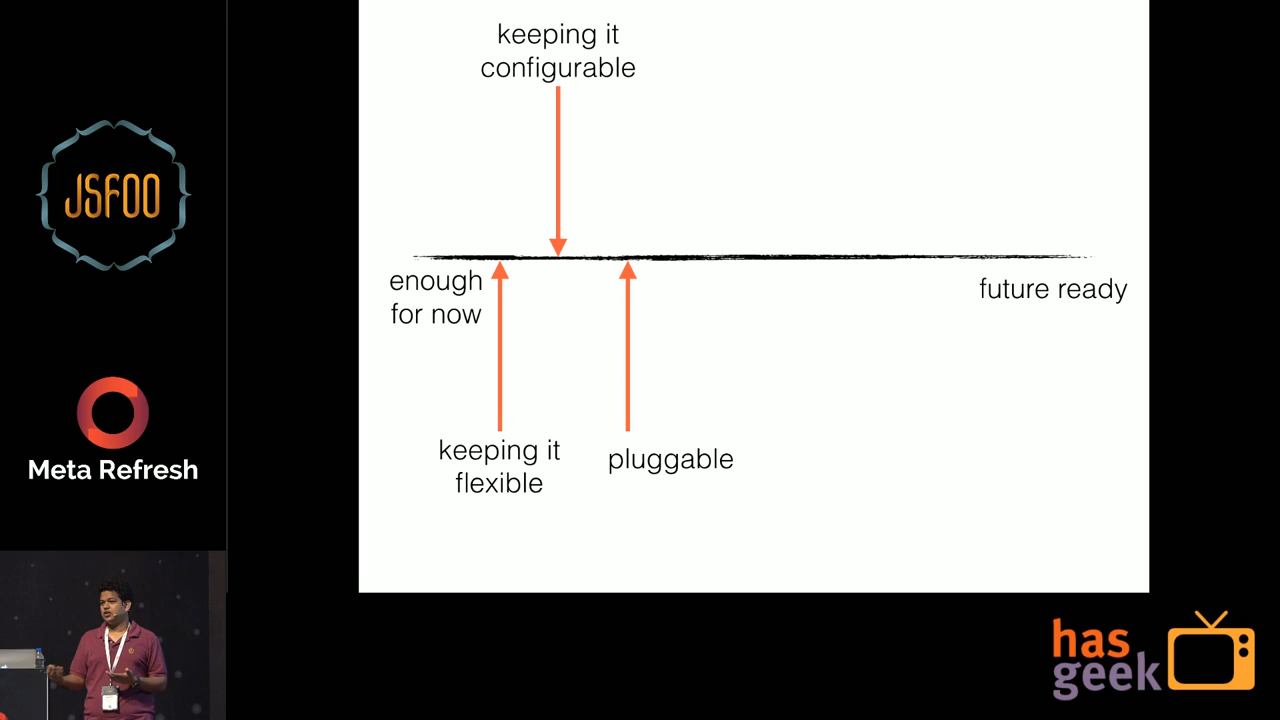 keeping it
configurable
enough
for now
future ready
keeping it
flexible
pluggable
JSFOO
Meta Refresh
has
geek